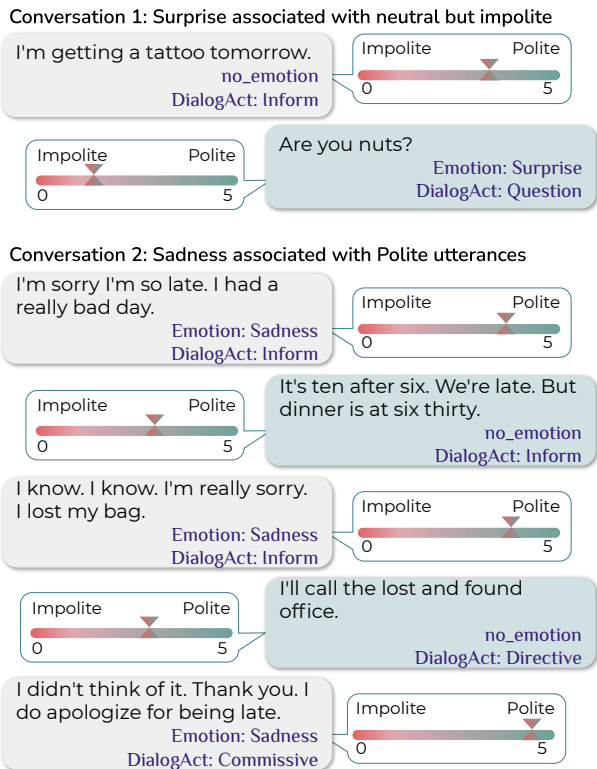 Conversation 1: Surprise associated with neutral but impolite
I'm getting a tattoo tomorrow.
no_emotion
DialogAct: Inform
Impolite Polite
0 5
Are you nuts?
Emotion: Surprise
DialogAct: Question
Impolite Polite
0 5
Conversation 2: Sadness associated with Polite utterances
I'm sorry I'm so late. I had a
really bad day.
Emotion: Sadness
DialogAct: Inform
Impolite Polite
0 5
It's ten after six. We're late. But
dinner is at six thirty.
no_emotion
DialogAct: Inform
Impolite Polite
0 5
I know. I know. I'm really sorry.
I lost my bag.
Emotion: Sadness
DialogAct: Inform
Impolite Polite
0 5
I'll call the lost and found
office.
no_emotion
DialogAct: Directive
Impolite Polite
0 5
I didn't think of it. Thank you. I
do apologize for being late.
Emotion: Sadness
DialogAct: Commissive
Impolite Polite
0 5